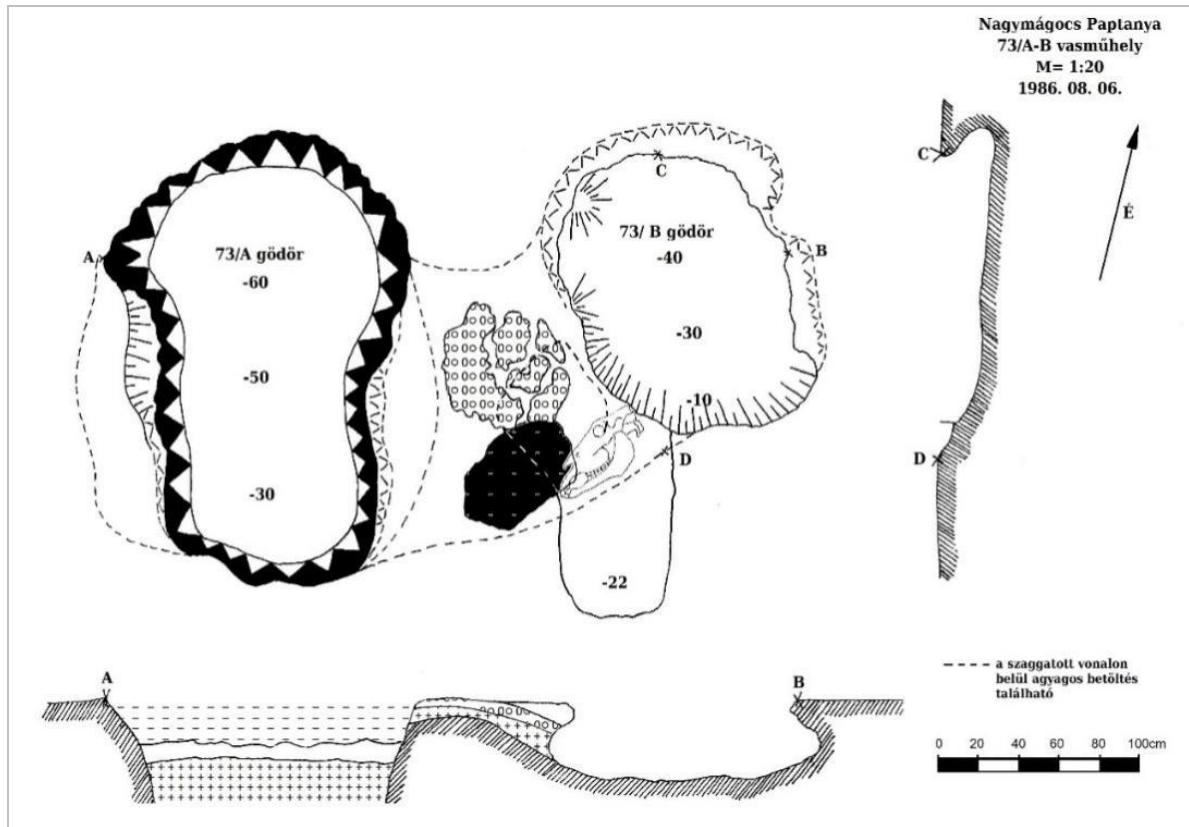 Nagymágocs Paptanya
73/A-B vasműhely
M= 1:20
1986. 08. 06.
C
É
A
73/A gödör
-60
-50
-30
C
73/ B gödör
-40
B
-30
-10
D
-22
D
A
B
a szaggatott vonalon
belül agyagos betöltés
található
0 20 40 60 80 100cm